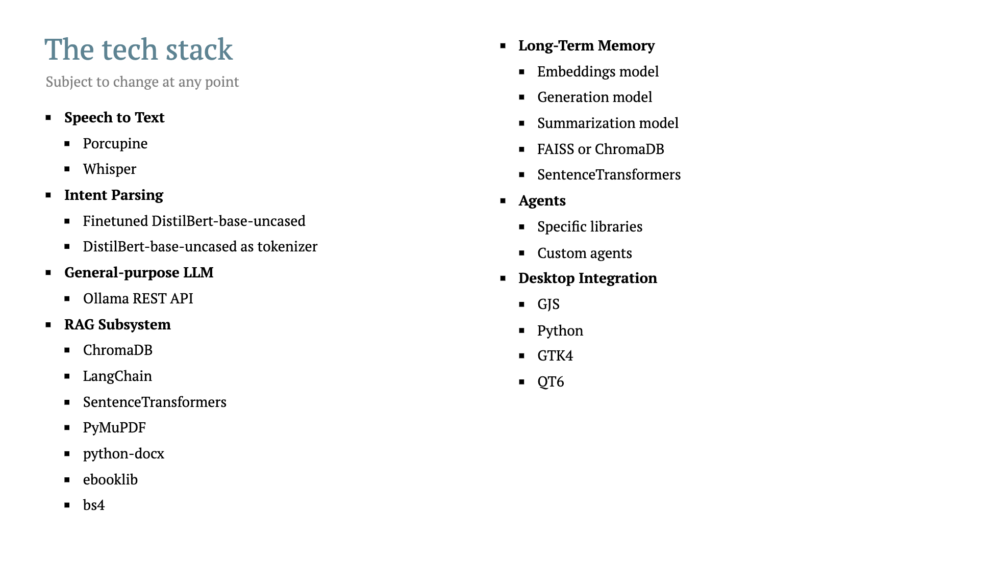 The tech stack
Subject to change at any point
Speech to Text
Porcupine
Whisper
Intent Parsing
Finetuned DistilBert-base-uncased
DistilBert-base-uncased as tokenizer
General-purpose LLM
Ollama REST API
RAG Subsystem
ChromaDB
LangChain
SentenceTransformers
PyMuPDF
python-docx
ebooklib
bs4
Long-Term Memory
Embeddings model
Generation model
Summarization model
FAISS or ChromaDB
SentenceTransformers
Agents
Specific libraries
Custom agents
Desktop Integration
GJS
Python
GTK4
QT6